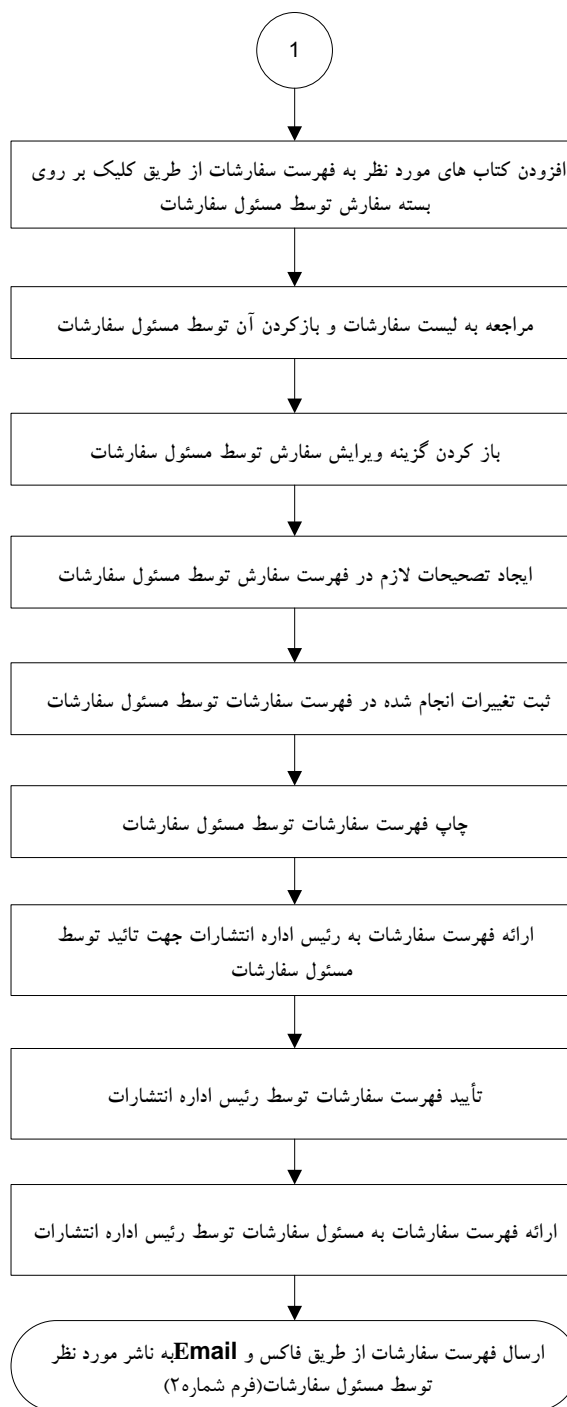 1
افزودن کتاب های مورد نظر به فهرست سفارشات از طریق کلیک بر روی
بسته سفارش توسط مسئول سفارشات
مراجعه به لیست سفارشات و بازکردن آن توسط مسئول سفارشات
باز کردن گزینه ویرایش سفارش توسط مسئول سفارشات
ایجاد تصحیحات لازم در فهرست سفارش توسط مسئول سفارشات
ثبت تغییرات انجام شده در فهرست سفارشات توسط مسئول سفارشات
چاپ فهرست سفارشات توسط مسئول سفارشات
ارائه فهرست سفارشات به رئیس اداره انتشارات جهت تائید توسط
مسئول سفارشات
تأیید فهرست سفارشات توسط رئیس اداره انتشارات
ارائه فهرست سفارشات به مسئول سفارشات توسط رئیس اداره انتشارات
ارسال فهرست سفارشات از طریق فاکس و Emailبه ناشر مورد نظر
توسط مسئول سفارشات(فرم شماره۲)